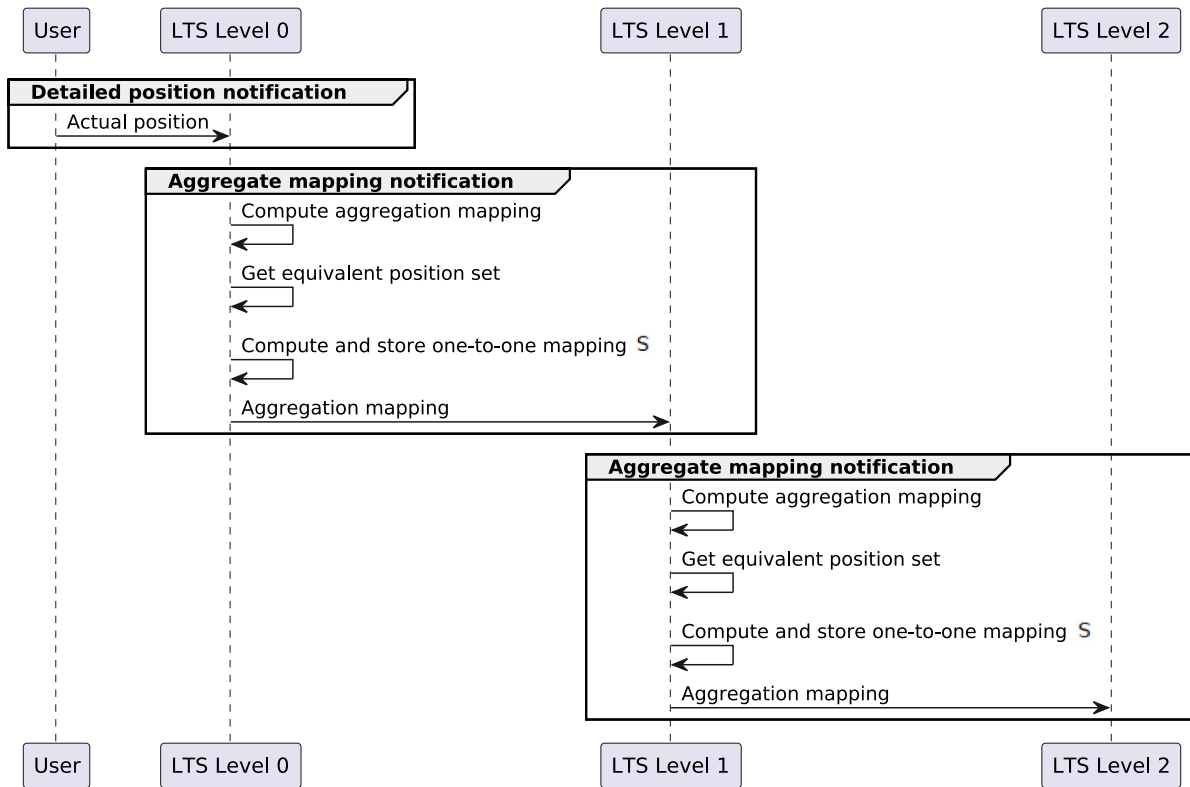 User LTS Level 0 LTS Level 1 LTS Level 2
Detailed position notification
Actual position
Aggregate mapping notification
Compute aggregation mapping
Get equivalent position set
Compute and store one-to-one mapping S
Aggregation mapping
Aggregate mapping notification
Compute aggregation mapping
Get equivalent position set
Compute and store one-to-one mapping S
Aggregation mapping
User LTS Level 0 LTS Level 1 LTS Level 2